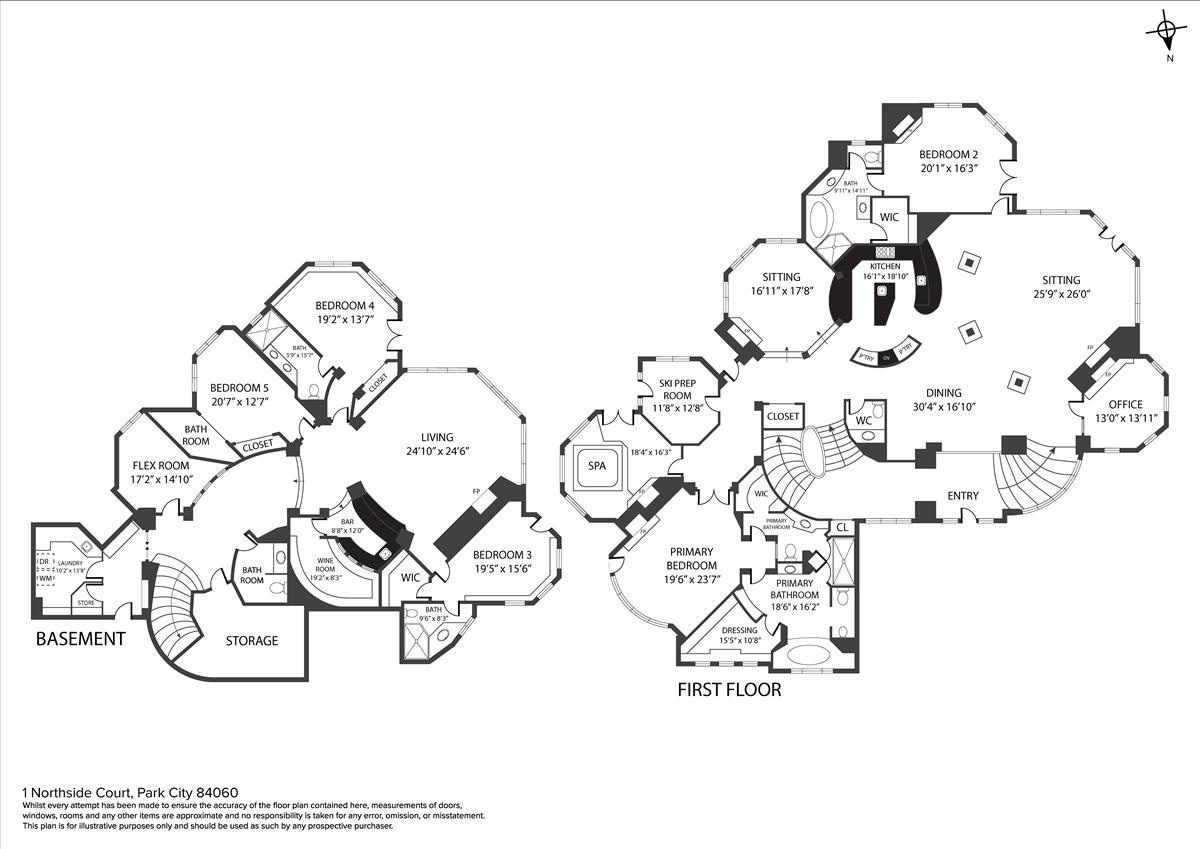 N
BEDROOM 2
20'1" x 16'3"
BATH
9'11" x 14'11"
WIC
KITCHEN
16'1" x 18'10"
SITTING
16'11" x 17'8"
SITTING
25'9" x 26'0"
FP
P'TRY
OV
P'TRY
FP
FP
SKI PREP
ROOM
11'8" x 12'8"
DINING
30'4" x 16'10"
OFFICE
13'0" x 13'11"
CLOSET
WC
18'4" x 16'3"
SPA
FP
FP
WIC
ENTRY
PRIMARY
BATHROOM
CL
PRIMARY
BEDROOM
19'6" x 23'7"
PRIMARY
BATHROOM
18'6" x 16'2"
DRESSING
15'5" x 10'8"
FIRST FLOOR
BEDROOM 4
19'2" x 13'7"
BATH
5'9" x 15'7"
CLOSET
BEDROOM 5
20'7" x 12'7"
BATH
ROOM
CLOSET
LIVING
24'10" x 24'6"
FLEX ROOM
17'2" x 14'10"
FP
BAR
8'8" x 12'0"
BEDROOM 3
19'5" x 15'6"
WINE
ROOM
19'2" x 8'3"
WIC
DR
WM
LAUNDRY
10'2" x 13'8"
STORE
BATH
ROOM
BATH
9'6" x 8'3"
BASEMENT
STORAGE
1 Northside Court, Park City 84060
Whilst every attempt has been made to ensure the accuracy of the floor plan contained here, measurements of doors,
windows, rooms and any other items are approximate and no responsibility is taken for any error, omission, or misstatement.
This plan is for illustrative purposes only and should be used as such by any prospective purchaser.